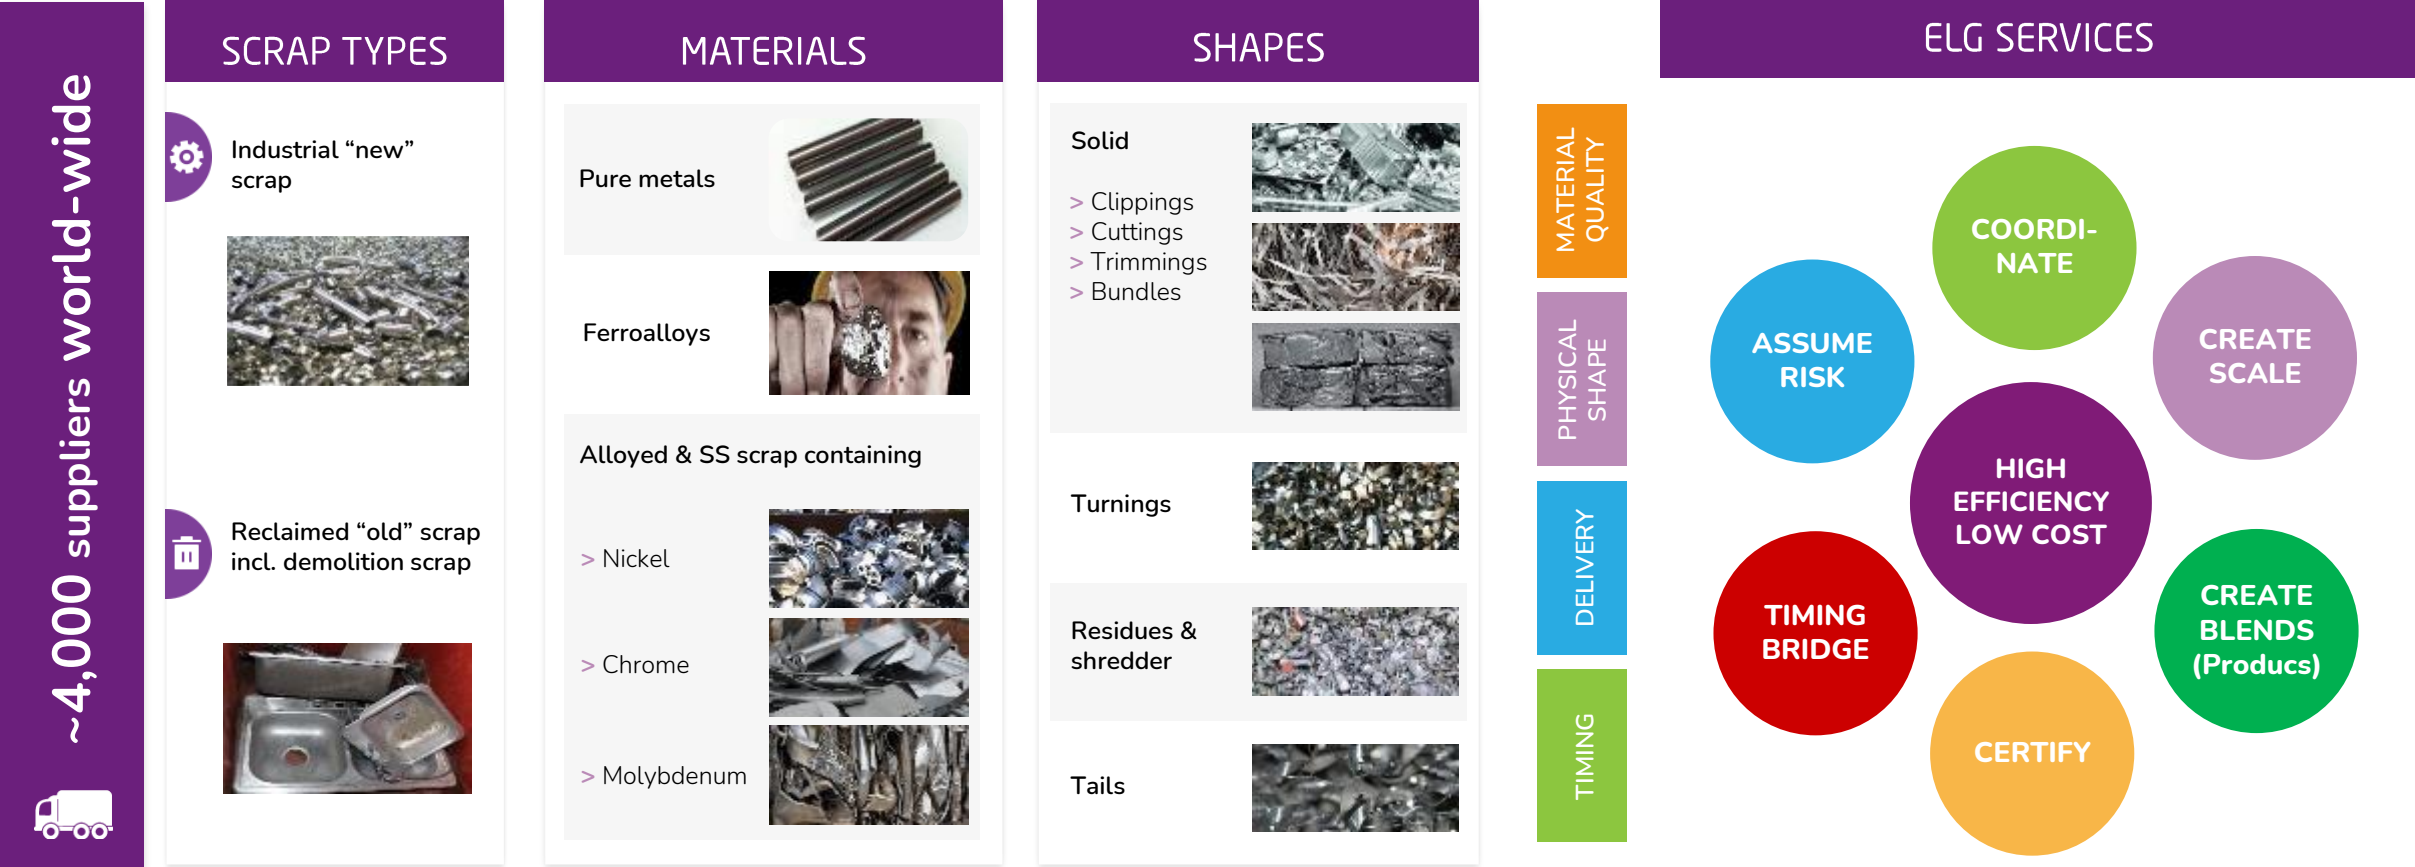 ~4,000 suppliers world-wide
SCRAP TYPES
Industrial “new”
scrap
Reclaimed “old” scrap
incl. demolition scrap
MATERIALS
Pure metals
Ferroalloys
Alloyed & SS scrap containing
> Nickel
> Chrome
> Molybdenum
SHAPES
Solid
> Clippings
> Cuttings
> Trimmings
> Bundles
Turnings
Residues &
shredder
Tails
MATERIAL
QUALITY
PHYSICAL
SHAPE
DELIVERY
TIMING
ELG SERVICES
COORDI-
NATE
ASSUME
RISK
CREATE
SCALE
HIGH
EFFICIENCY
LOW COST
TIMING
BRIDGE
CREATE
BLENDS
(Producs)
CERTIFY